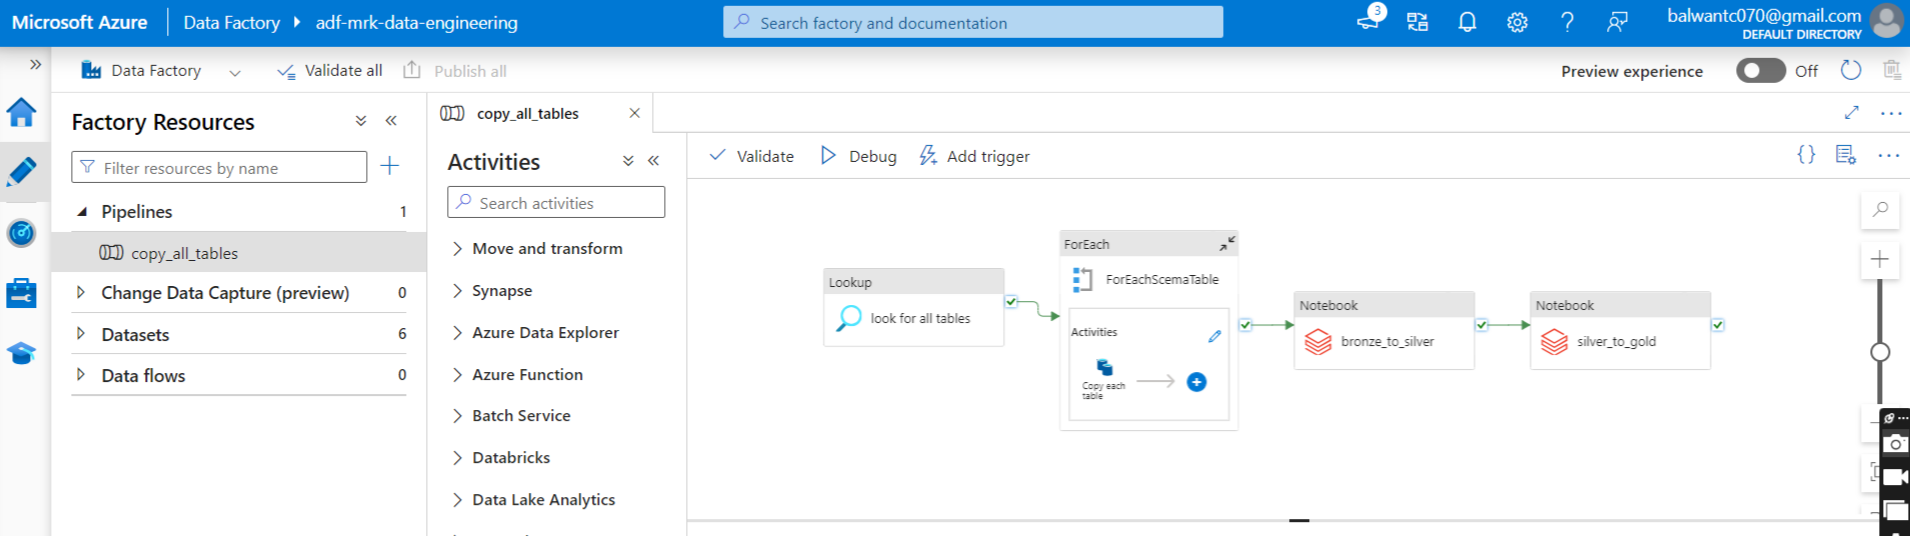 Microsoft Azure
Data Factory
adf-mrk-data-engineering
Search factory and documentation
3
balwantc070@gmail.com
DEFAULT DIRECTORY
Data Factory
Validate all
Publish all
Preview experience
Off
Factory Resources
Filter resources by name
Pipelines 1
copy_all_tables
Change Data Capture (preview) 0
Datasets 6
Data flows 0
copy_all_tables
Activities
Search activities
Move and transform
Synapse
Azure Data Explorer
Azure Function
Batch Service
Databricks
Data Lake Analytics
Validate
Debug
Add trigger
Lookup
look for all tables
ForEach
ForEachScemaTable
Activities
Copy each
table
Notebook
bronze_to_silver
Notebook
silver_to_gold